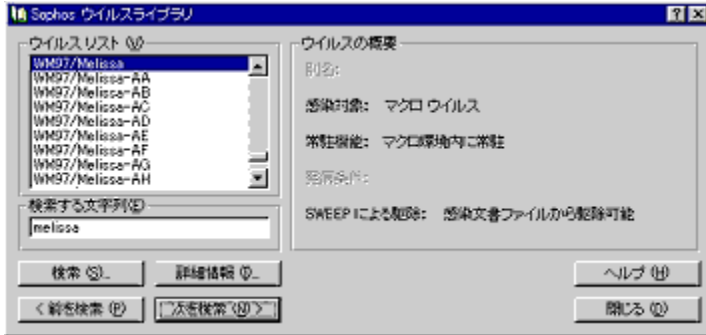 Sophos ウイルスライブラリ
ウイルス リスト (V)
WM97/Melissa
WM97/Melissa-AA
WM97/Melissa-AB
WM97/Melissa-AC
WM97/Melissa-AD
WM97/Melissa-AE
WM97/Melissa-AF
WM97/Melissa-AG
WM97/Melissa-AH
検索する文字列(E)
melissa
ウイルスの概要
別名:
感染対象: マクロ ウイルス
常駐機能: マクロ環境内に常駐
発病条件:
SWEEP による駆除: 感染文書ファイルから駆除可能
検索 (S)...
詳細情報 (I)...
ヘルプ (H)
< 前を検索 (P)
次を検索 (N) >
閉じる (O)